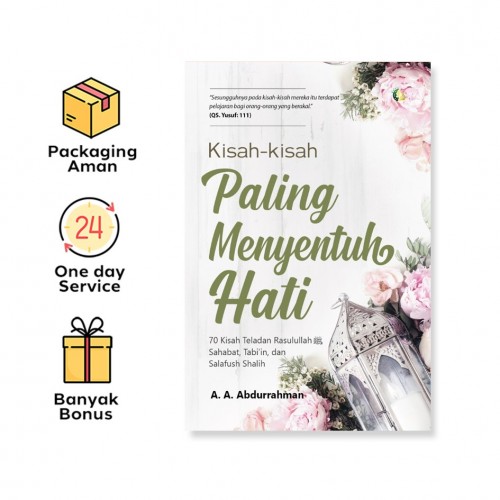 Packaging
Aman
24
One day
Service
Banyak
Bonus
"Sesungguhnya pada kisah-kisah mereka itu terdapat
pelajaran bagi orang-orang yang berakal."
(QS. Yusuf: 111)
Kisah-kisah
Paling
Menyentuh
Hati
70 Kisah Teladan Rasulullah ﷺ,
Sahabat, Tabi'in, dan
Salafush Shalih
A. A. Abdurrahman